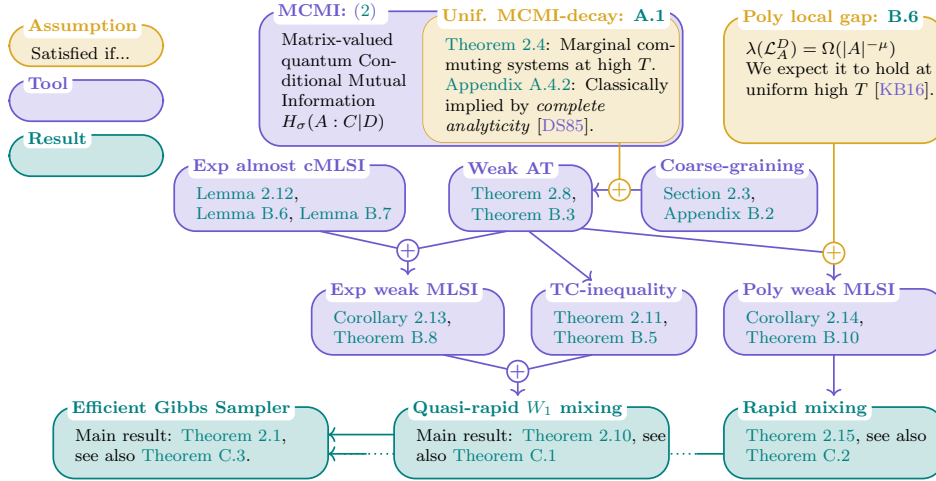 Assumption
Satisfied if...
Tool
Result
MCMI: (2)
Matrix-valued
quantum Con-
ditional Mutual
Information
H_σ(A : C|D)
Unif. MCMI-decay: A.1
Theorem 2.4: Marginal com-
muting systems at high T.
Appendix A.4.2: Classically
implied by complete
analyticity [DS85].
Poly local gap: B.6
λ(𝓛_A^D) = Ω(|A|^{−μ})
We expect it to hold at
uniform high T [KB16].
Exp almost cMLSI
Lemma 2.12,
Lemma B.6, Lemma B.7
Weak AT
Theorem 2.8,
Theorem B.3
Coarse-graining
Section 2.3,
Appendix B.2
Exp weak MLSI
Corollary 2.13,
Theorem B.8
TC-inequality
Theorem 2.11,
Theorem B.5
Poly weak MLSI
Corollary 2.14,
Theorem B.10
Efficient Gibbs Sampler
Main result: Theorem 2.1,
see also Theorem C.3.
Quasi-rapid W_1 mixing
Main result: Theorem 2.10, see
also Theorem C.1
Rapid mixing
Theorem 2.15, see also
Theorem C.2